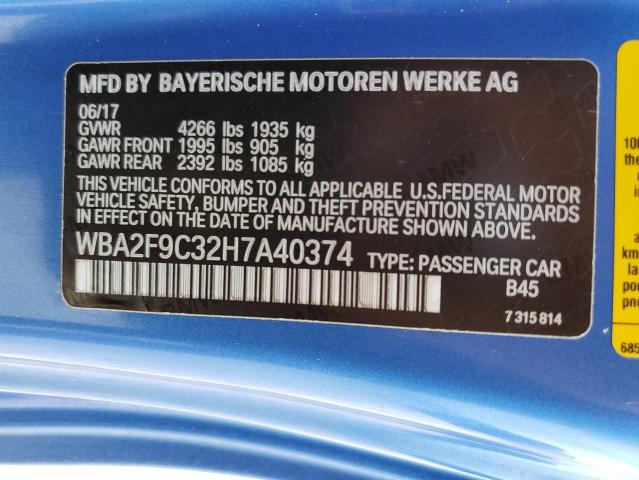 MFD BY BAYERISCHE MOTOREN WERKE AG
06/17
GVWR 4266 lbs 1935 kg
GAWR FRONT 1995 lbs 905 kg
GAWR REAR 2392 lbs 1085 kg
THIS VEHICLE CONFORMS TO ALL APPLICABLE U.S.FEDERAL MOTOR
VEHICLE SAFETY, BUMPER AND THEFT PREVENTION STANDARDS
IN EFFECT ON THE DATE OF MANUFACTURE SHOWN ABOVE.
WBA2F9C32H7A40374 TYPE: PASSENGER CAR
B45
7 315 814
685